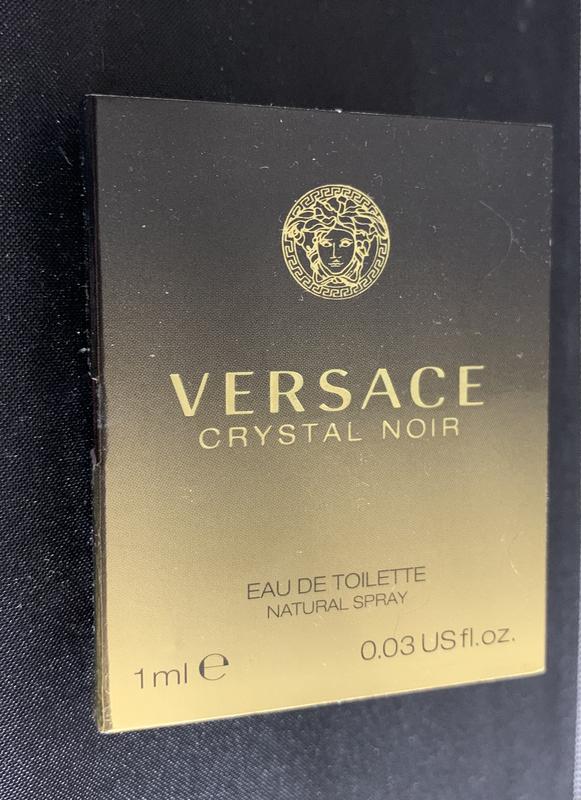 VERSACE
CRYSTAL NOIR
EAU DE TOILETTE
NATURAL SPRAY
1ml ℮ 0.03 US fl.oz.